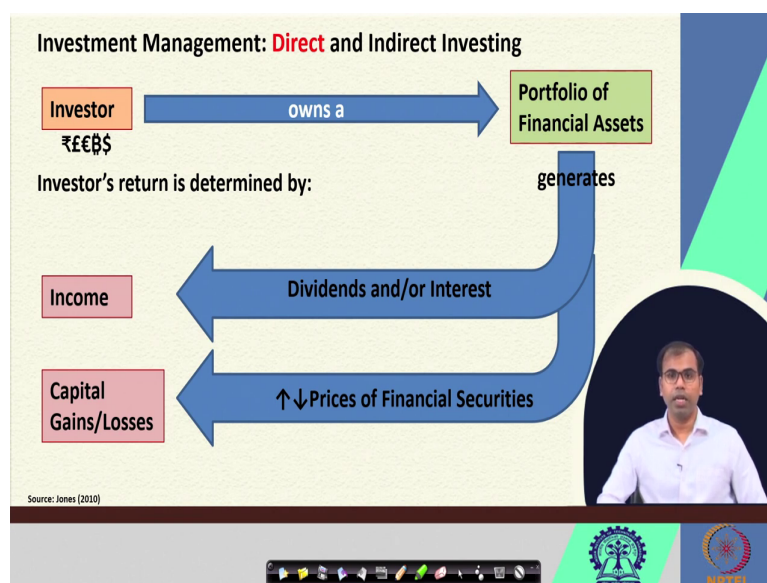 Investment Management: Direct and Indirect Investing
Investor
₹£€₿$
owns a
Portfolio of
Financial Assets
Investor's return is determined by:
generates
Income
Dividends and/or Interest
Capital
Gains/Losses
↑↓Prices of Financial Securities
Source: Jones (2010)
NPTEL